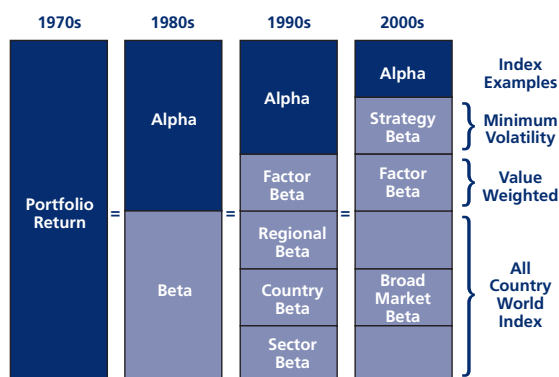 1970s
1980s
1990s
2000s
Index
Examples
Portfolio
Return
=
Alpha
Beta
=
Alpha
Factor
Beta
Regional
Beta
Country
Beta
Sector
Beta
=
Alpha
Strategy
Beta
Factor
Beta
Broad
Market
Beta
Minimum
Volatility
Value
Weighted
All
Country
World
Index